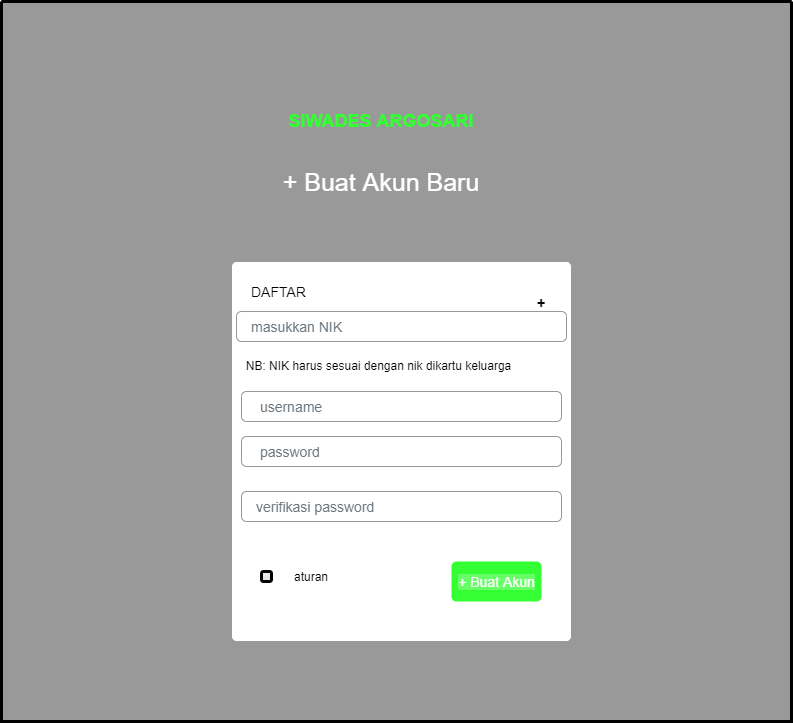 SIWADES ARGOSARI
+ Buat Akun Baru
DAFTAR
+
masukkan NIK
NB: NIK harus sesuai dengan nik dikartu keluarga
username
password
verifikasi password
aturan
+ Buat Akun